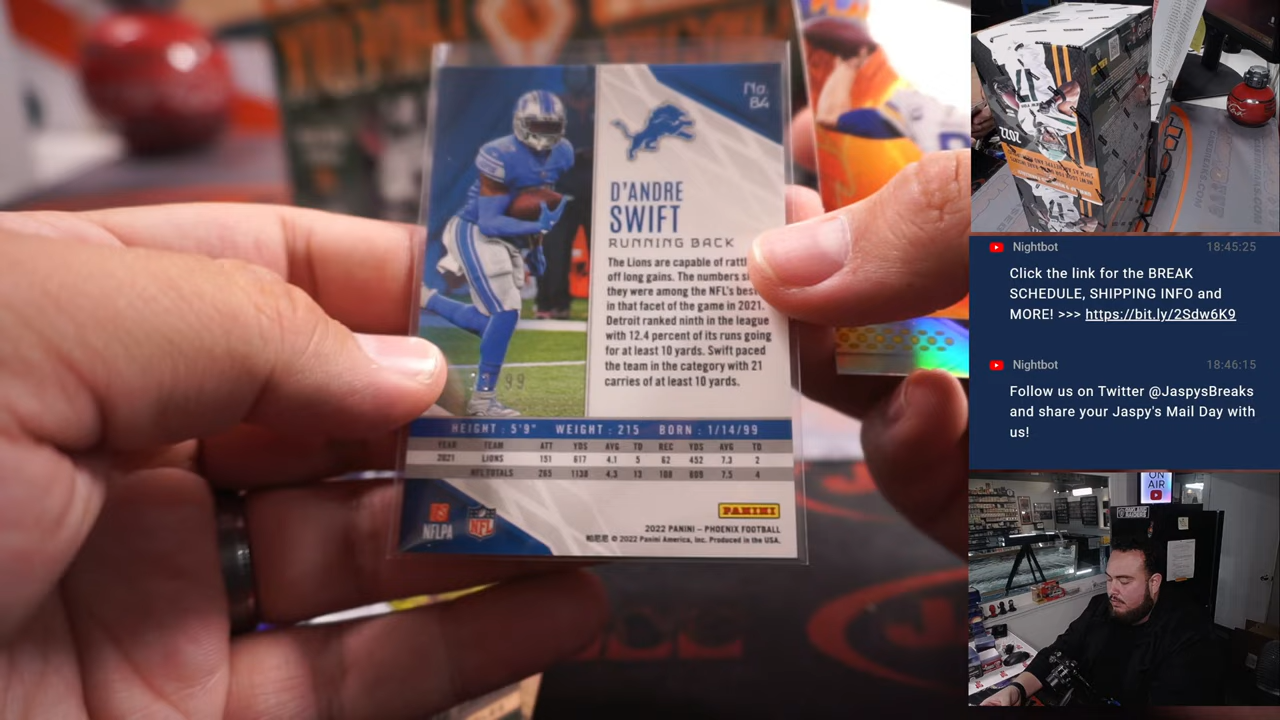 No.
84
D'ANDRE
SWIFT
RUNNING BACK
The Lions are capable of
off long gains. The numbers
they were among the NFL's best
in that facet of the game in 2021.
Detroit ranked ninth in the league
with 12.4 percent of its runs going
for at least 10 yards. Swift paced
the team in the category with 21
carries of at least 10 yards.
HEIGHT : 5'9" WEIGHT : 215 BORN : 1/14/99
YEAR TEAM ATT YDS AVG TD REC YDS AVG TD
2021 LIONS 151 617 4.1 5 62 452 7.3 2
NFL TOTALS 265 1138 4.3 13 108 809 7.5 4
PANINI
NFLPA
NFL
2022 PANINI – PHOENIX FOOTBALL
© 2022 Panini America, Inc. Produced in the USA.
2022
Nightbot 18:45:25
Click the link for the BREAK
SCHEDULE, SHIPPING INFO and
MORE! >>> https://bit.ly/2Sdw6K9
Nightbot 18:46:15
Follow us on Twitter @JaspysBreaks
and share your Jaspy's Mail Day with
us!
ON
AIR